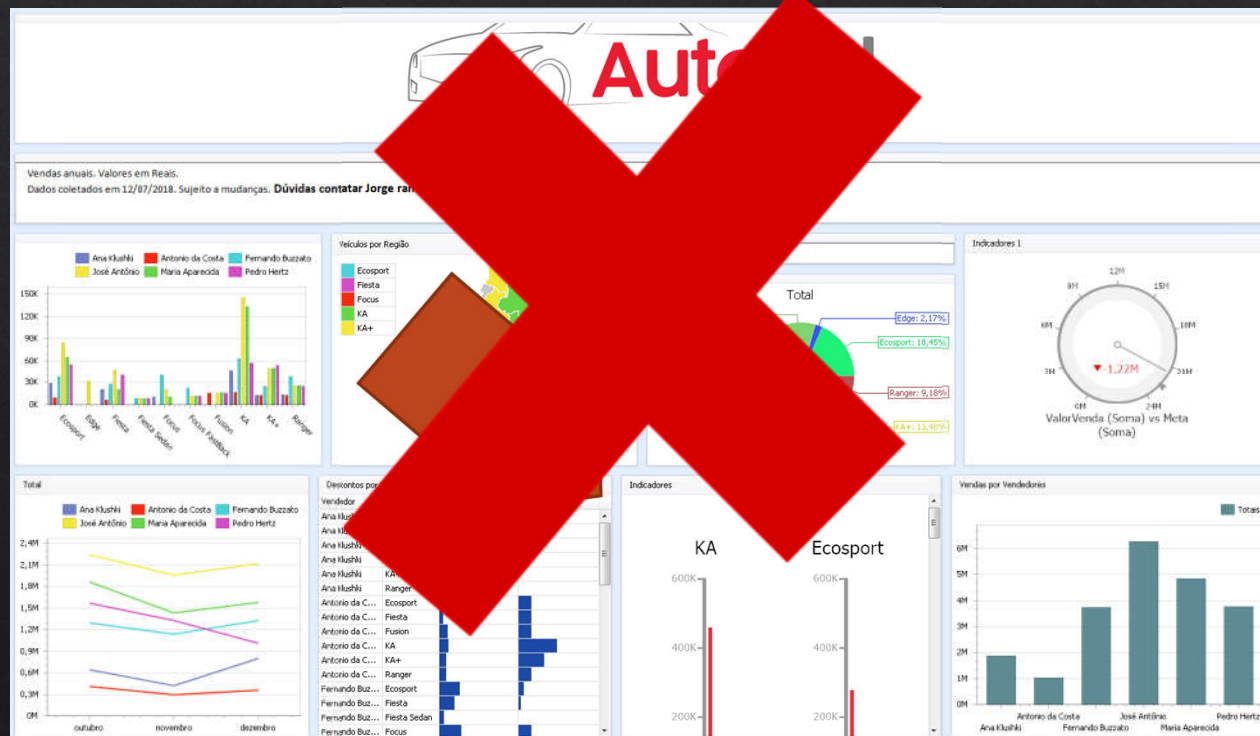 Auto
Vendas anuais. Valores em Reais.
Dados coletados em 12/07/2018. Sujeito a mudanças. Dúvidas contatar Jorge
Ana Klushki Antonio da Costa Fernando Buzzato
José Antônio Maria Aparecida Pedro Hertz
150K
120K
90K
60K
30K
0K
Ecosport Edge Fiesta Fiesta Sedan Focus Focus Fastback Fusion KA KA+ Ranger
Veículos por Região
Ecosport
Fiesta
Focus
KA
KA+
Total
Edge: 2,17%
Ecosport: 18,45%
Ranger: 9,18%
KA+: 13,48%
Indicadores 1
12M
9M 15M
6M 18M
3M 21M
0M 24M
-1,22M
ValorVenda (Soma) vs Meta
(Soma)
Total
Ana Klushki Antonio da Costa Fernando Buzzato
José Antônio Maria Aparecida Pedro Hertz
2,4M
2,1M
1,8M
1,5M
1,2M
0,9M
0,6M
0,3M
0M
outubro novembro dezembro
Descontos por
Vendedor
Ana Klushki
Ana Klushki
Ana Klushki
Ana Klushki Ranger
Antonio da C... Ecosport
Antonio da C... Fiesta
Antonio da C... Fusion
Antonio da C... KA
Antonio da C... KA+
Antonio da C... Ranger
Fernando Buz... Ecosport
Fernando Buz... Fiesta
Fernando Buz... Fiesta Sedan
Fernando Buz... Focus
Indicadores
KA Ecosport
600K 600K
400K 400K
200K 200K
Vendas por Vendedores
Totais
6M
5M
4M
3M
2M
1M
0M
Antonio da Costa José Antônio Pedro Hertz
Ana Klushki Fernando Buzzato Maria Aparecida